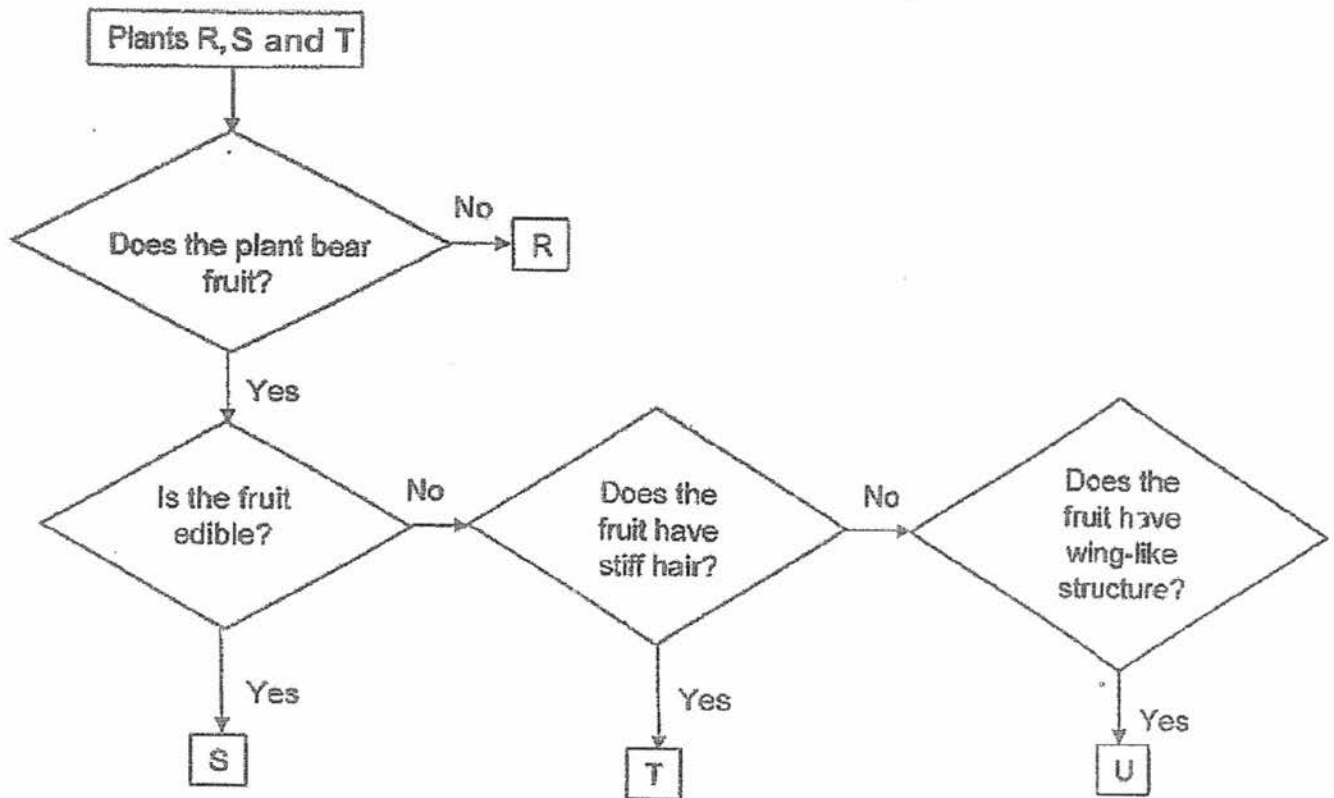 Plants R, S and T
Does the plant bear
fruit?
No
R
Yes
Is the fruit
edible?
No
Does the
fruit have
stiff hair?
No
Does the
fruit have
wing-like
structure?
Yes
S
Yes
T
Yes
U